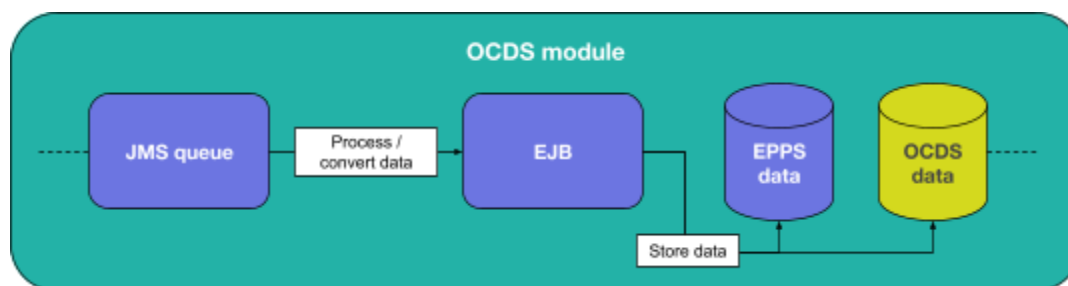 OCDS module
JMS queue
Process /
convert data
EJB
EPPS
data
OCDS
data
Store data